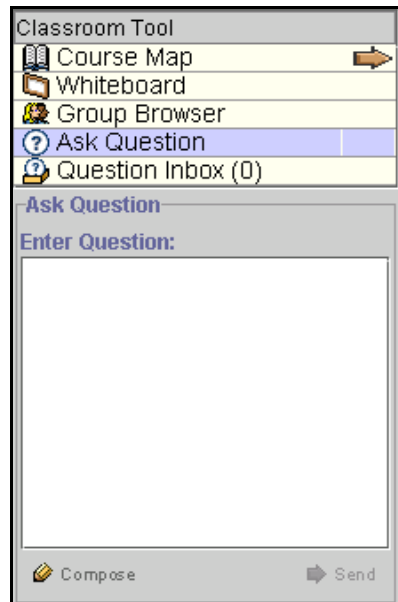 Classroom Tool
Course Map
Whiteboard
Group Browser
Ask Question
Question Inbox (0)
Ask Question
Enter Question:
Compose Send